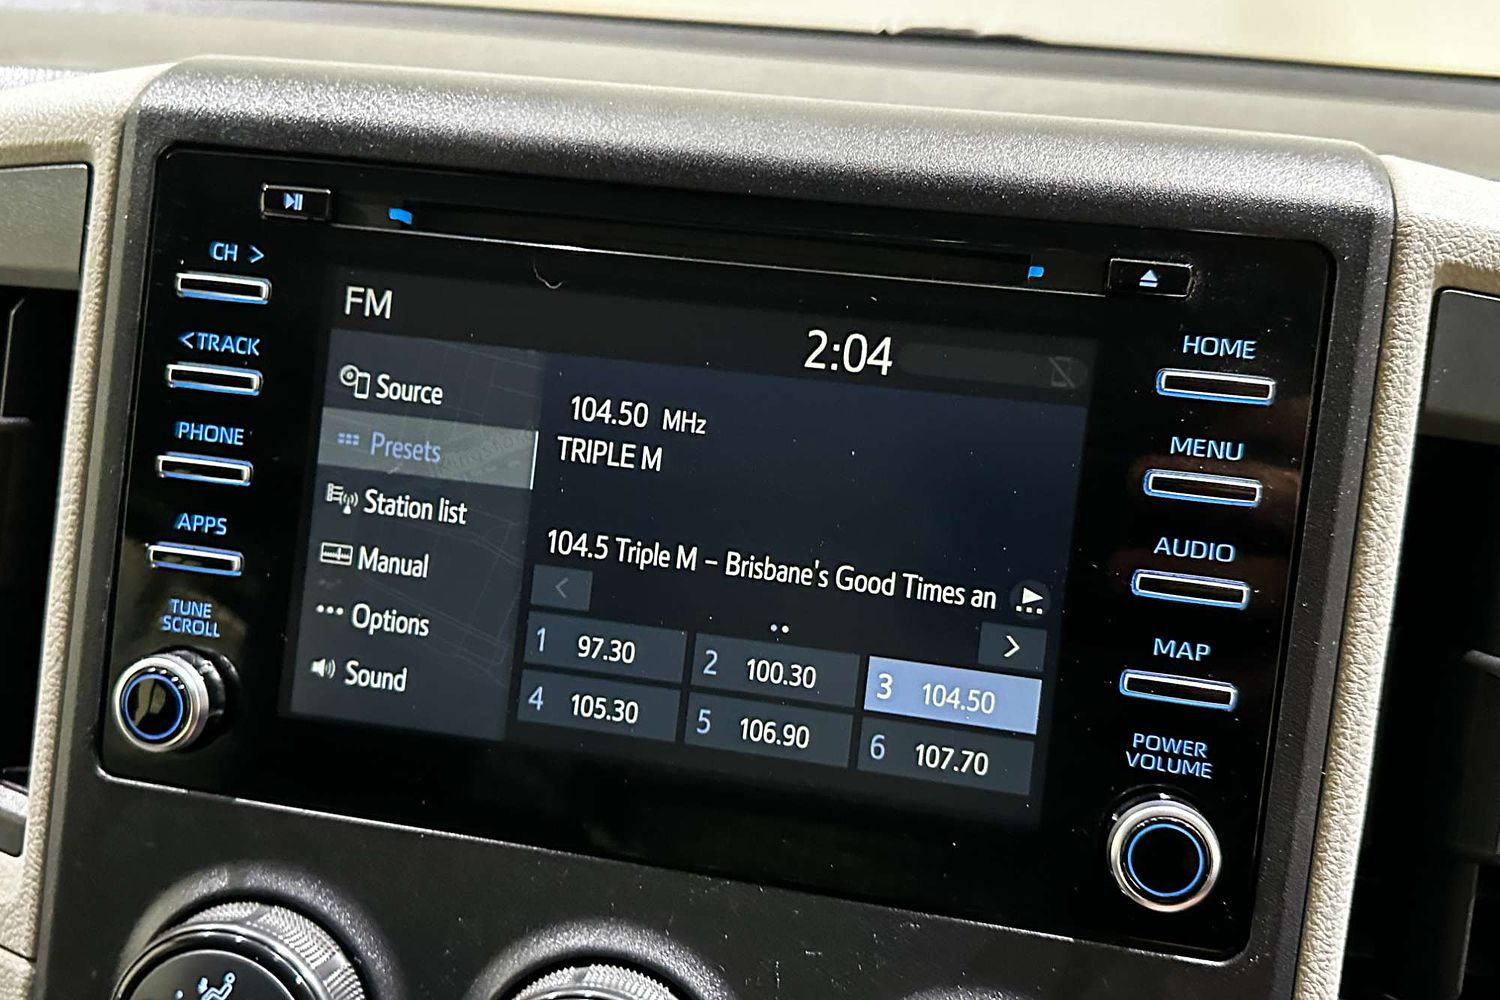 CH >
<TRACK
PHONE
APPS
TUNE
SCROLL
FM
2:04
Source
Presets
Station list
Manual
Options
Sound
104.50 MHz
TRIPLE M
104.5 Triple M – Brisbane's Good Times an
1 97.30
2 100.30
3 104.50
4 105.30
5 106.90
6 107.70
HOME
MENU
AUDIO
MAP
POWER
VOLUME